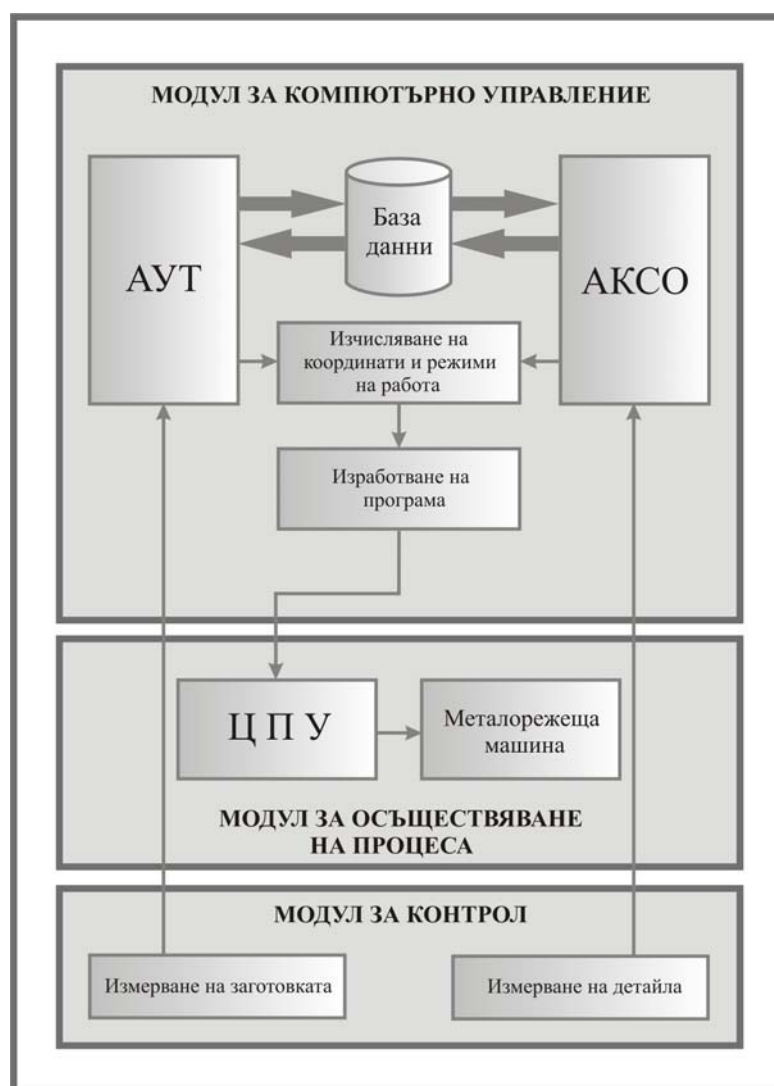 МОДУЛ ЗА КОМПЮТЪРНО УПРАВЛЕНИЕ
АУТ
База
данни
АКСО
Изчисляване на
координати и режими
на работа
Изработване на
програма
Ц П У
Металорежеща
машина
МОДУЛ ЗА ОСЪЩЕСТВЯВАНЕ
НА ПРОЦЕСА
МОДУЛ ЗА КОНТРОЛ
Измерване на заготовката
Измерване на детайла